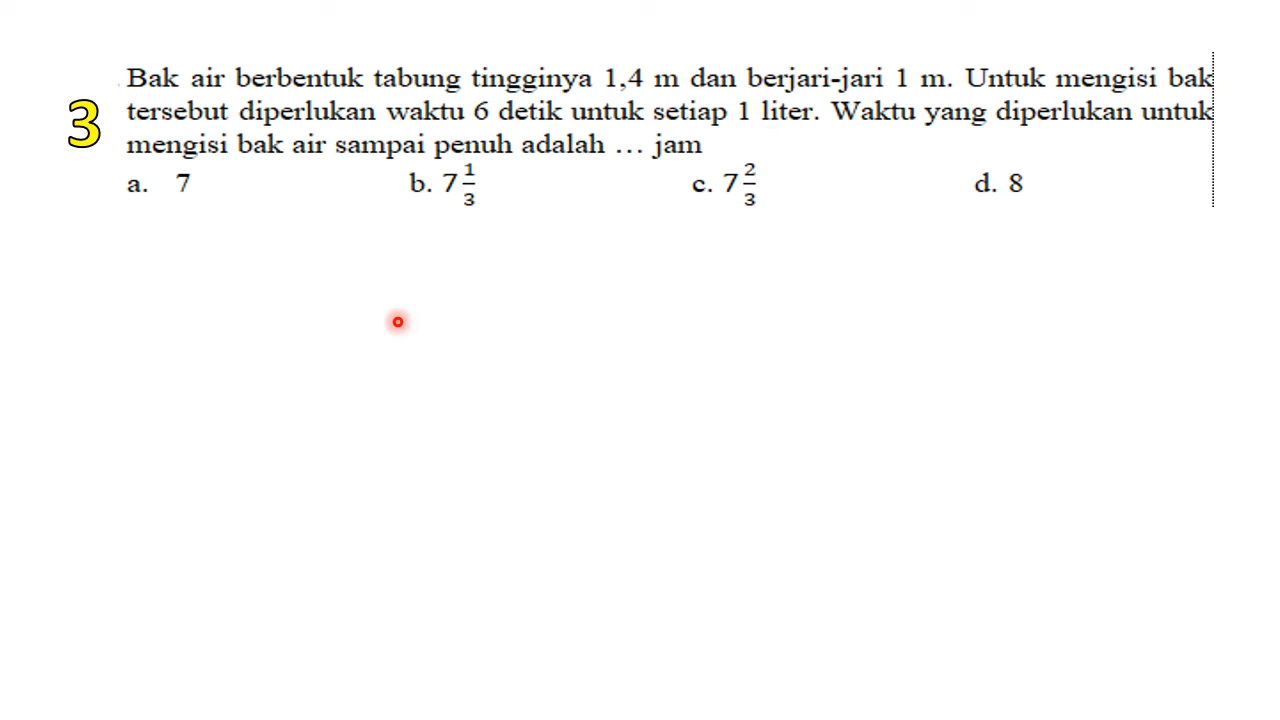 3
Bak air berbentuk tabung tingginya 1,4 m dan berjari-jari 1 m. Untuk mengisi bak
tersebut diperlukan waktu 6 detik untuk setiap 1 liter. Waktu yang diperlukan untuk
mengisi bak air sampai penuh adalah … jam
a. 7 b. 7 1/3 c. 7 2/3 d. 8